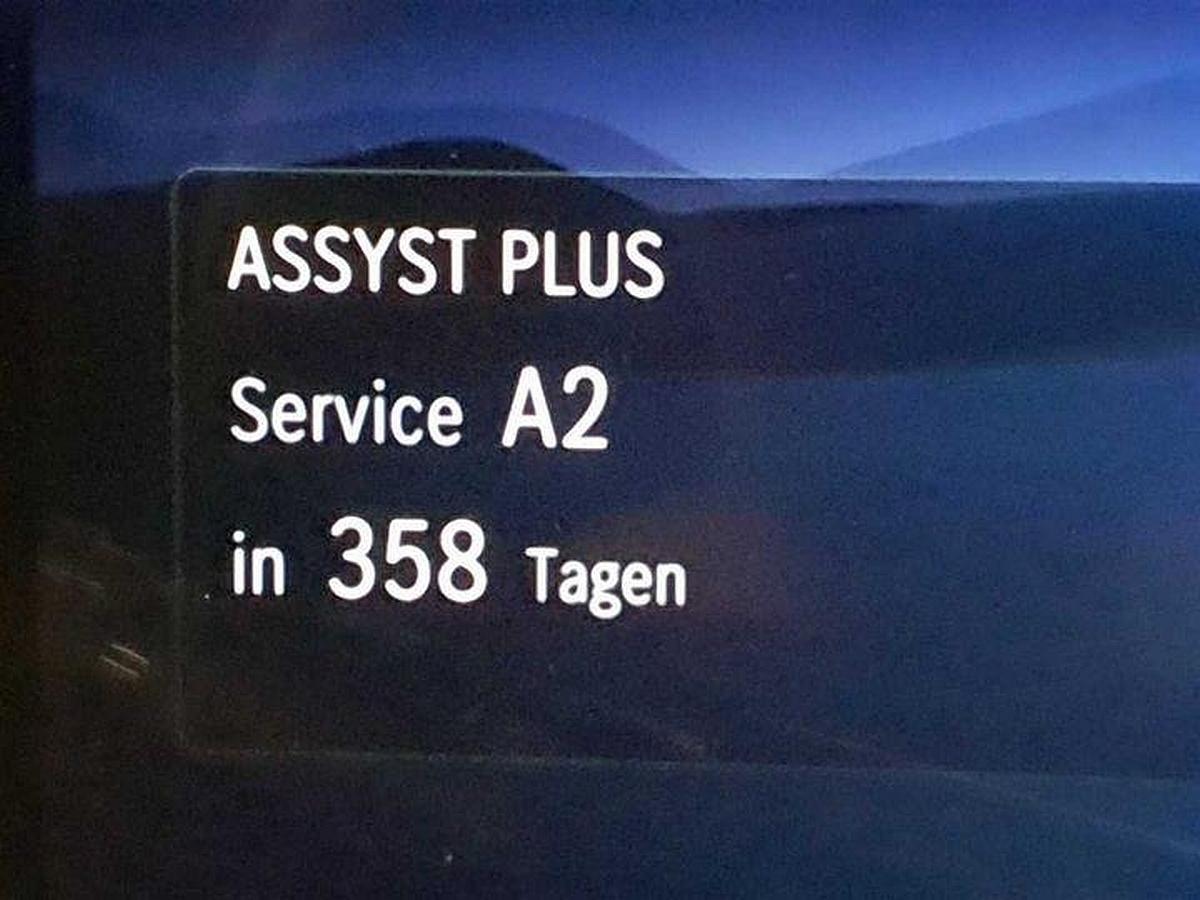 ASSYST PLUS
Service A2
in 358 Tagen